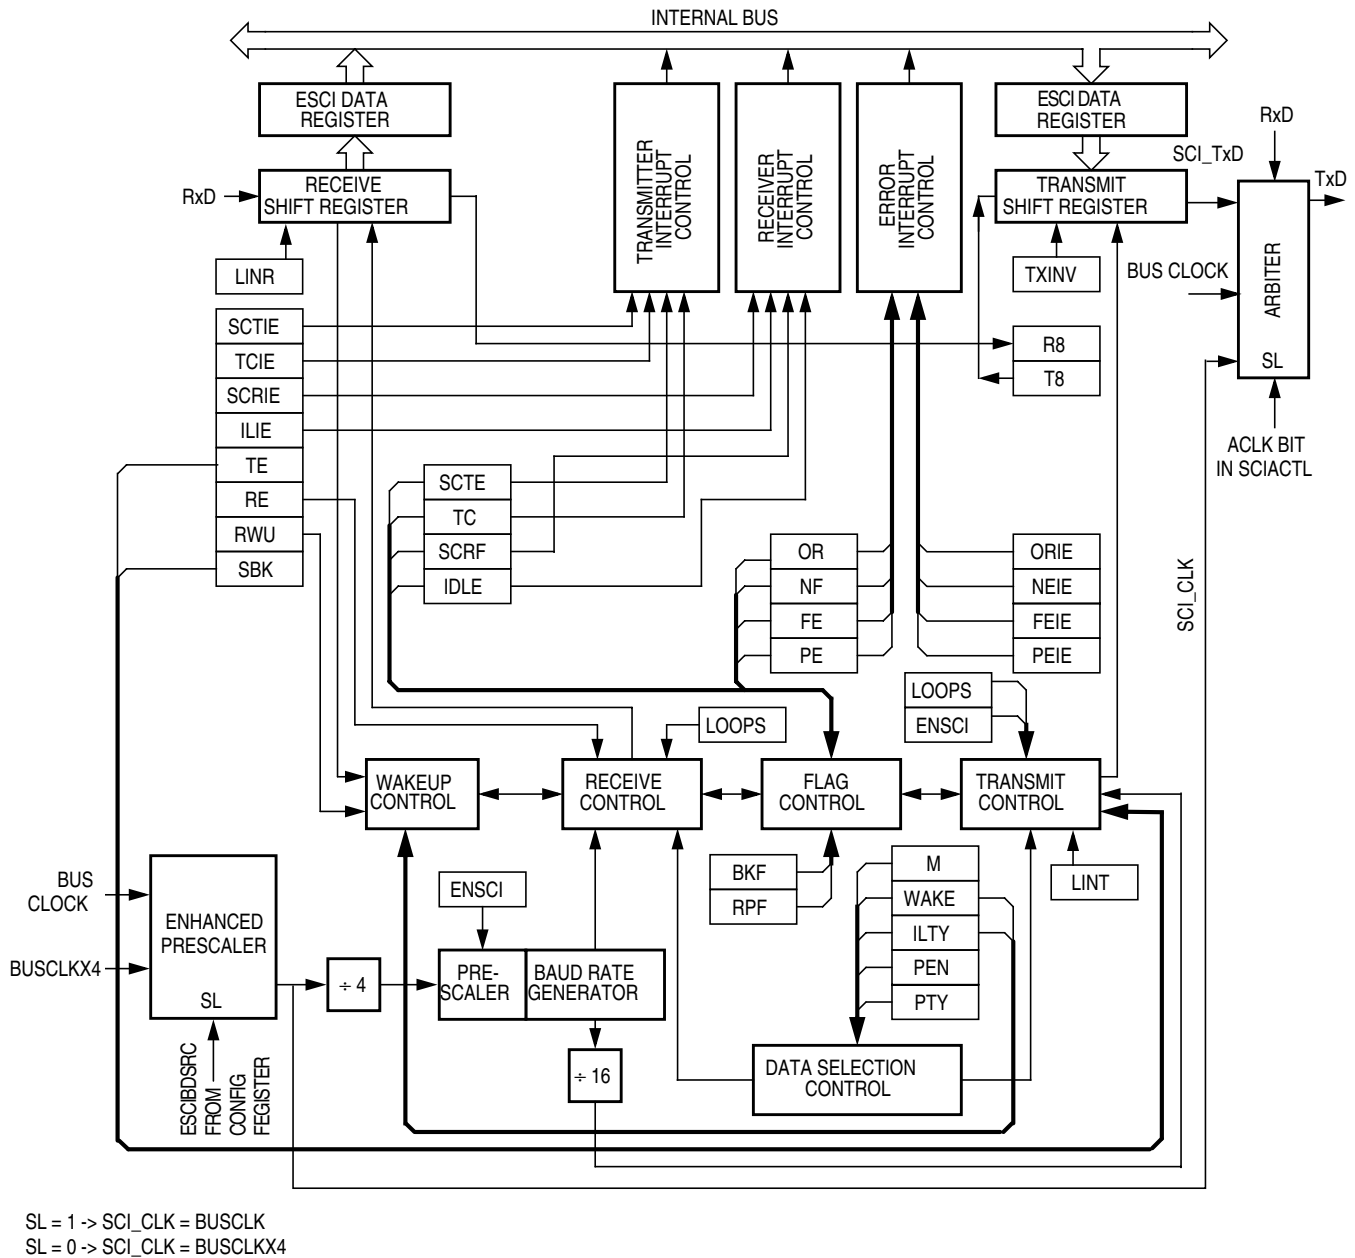 INTERNAL BUS
ESCI DATA
REGISTER
ESCI DATA
REGISTER
TRANSMITTER
INTERRUPT
CONTROL
RECEIVER
INTERRUPT
CONTROL
ERROR
INTERRUPT
CONTROL
RxD
SCI_TxD
TxD
RxD
RECEIVE
SHIFT REGISTER
TRANSMIT
SHIFT REGISTER
LINR
TXINV
BUS CLOCK
ARBITER
SL
SCTIE
TCIE
SCRIE
ILIE
TE
RE
RWU
SBK
R8
T8
ACLK BIT
IN SCIACTL
SCTE
TC
SCRF
IDLE
OR
NF
FE
PE
ORIE
NEIE
FEIE
PEIE
SCI_CLK
LOOPS
LOOPS
ENSCI
WAKEUP
CONTROL
RECEIVE
CONTROL
FLAG
CONTROL
TRANSMIT
CONTROL
BKF
RPF
M
WAKE
ILTY
PEN
PTY
LINT
BUS
CLOCK
BUSCLKX4
ENHANCED
PRESCALER
SL
÷ 4
ENSCI
PRE-
SCALER
BAUD RATE
GENERATOR
÷ 16
DATA SELECTION
CONTROL
ESCIBDSRC
FROM
CONFIG
FEGISTER
SL = 1 -> SCI_CLK = BUSCLK
SL = 0 -> SCI_CLK = BUSCLKX4